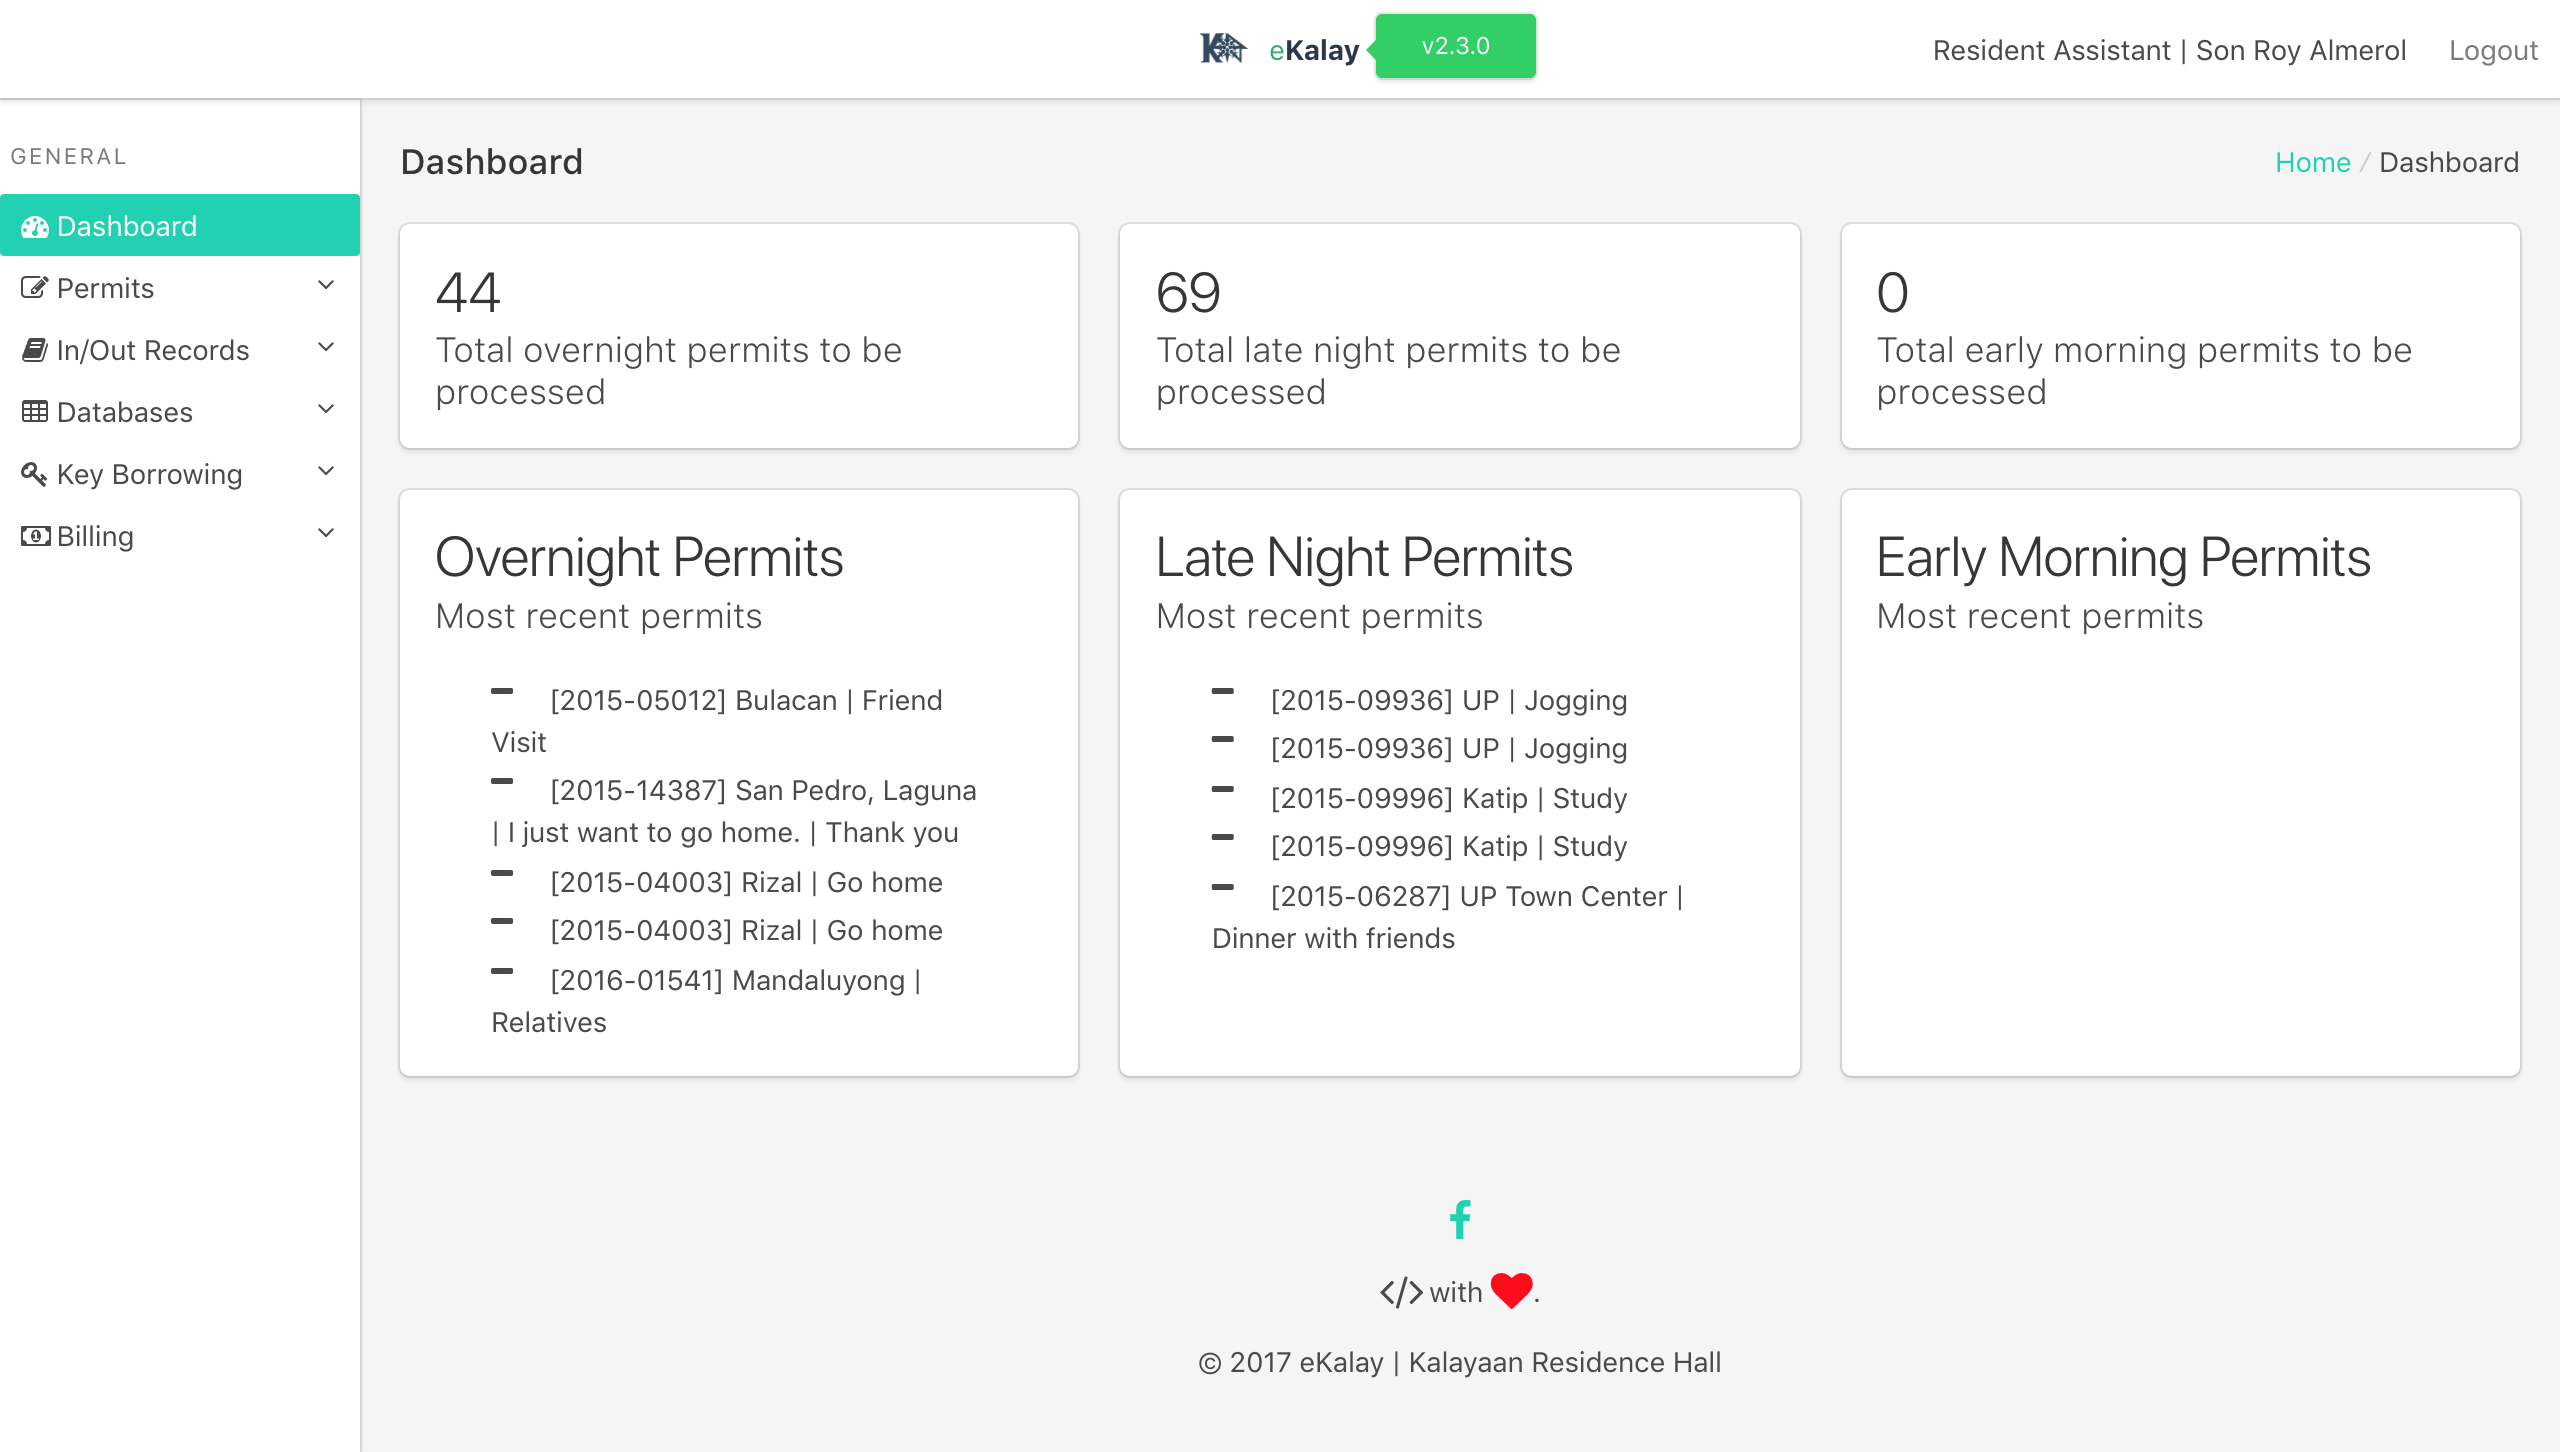 eKalay
v2.3.0
Resident Assistant | Son Roy Almerol
Logout
GENERAL
Dashboard
Permits
In/Out Records
Databases
Key Borrowing
Billing
Dashboard
Home / Dashboard
44
Total overnight permits to be
processed
69
Total late night permits to be
processed
0
Total early morning permits to be
processed
Overnight Permits
Most recent permits
[2015-05012] Bulacan | Friend
Visit
[2015-14387] San Pedro, Laguna
| I just want to go home. | Thank you
[2015-04003] Rizal | Go home
[2015-04003] Rizal | Go home
[2016-01541] Mandaluyong |
Relatives
Late Night Permits
Most recent permits
[2015-09936] UP | Jogging
[2015-09936] UP | Jogging
[2015-09996] Katip | Study
[2015-09996] Katip | Study
[2015-06287] UP Town Center |
Dinner with friends
Early Morning Permits
Most recent permits
</> with ❤.
© 2017 eKalay | Kalayaan Residence Hall